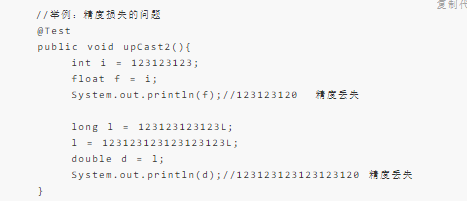 复制代
//举例：精度损失的问题
@Test
public void upCast2(){
int i = 123123123;
float f = i;
System.out.println(f);//123123120 精度丢失
long l = 123123123123L;
l = 123123123123123123L;
double d = l;
System.out.println(d);//123123123123123120 精度丢失
}